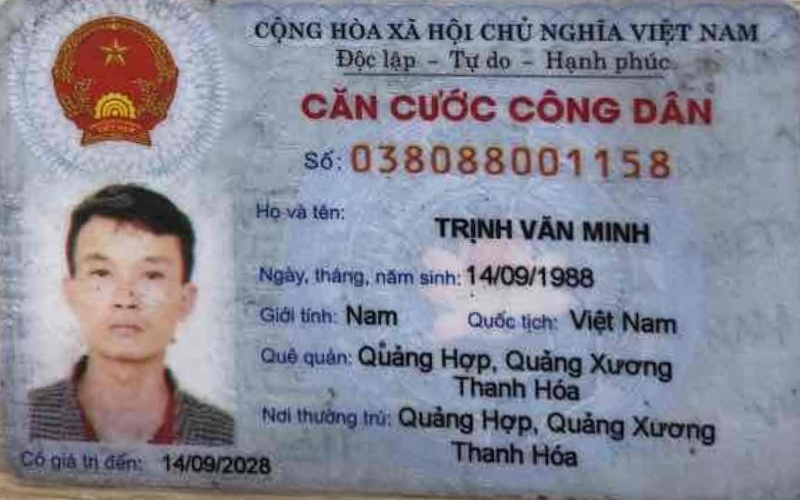 CỘNG HÒA XÃ HỘI CHỦ NGHĨA VIỆT NAM
Độc lập - Tự do - Hạnh phúc
CĂN CƯỚC CÔNG DÂN
Số: 038088001158
Họ và tên: TRỊNH VĂN MINH
Ngày, tháng, năm sinh: 14/09/1988
Giới tính: Nam Quốc tịch: Việt Nam
Quê quán: Quảng Hợp, Quảng Xương
Thanh Hóa
Nơi thường trú: Quảng Hợp, Quảng Xương
Thanh Hóa
Có giá trị đến: 14/09/2028